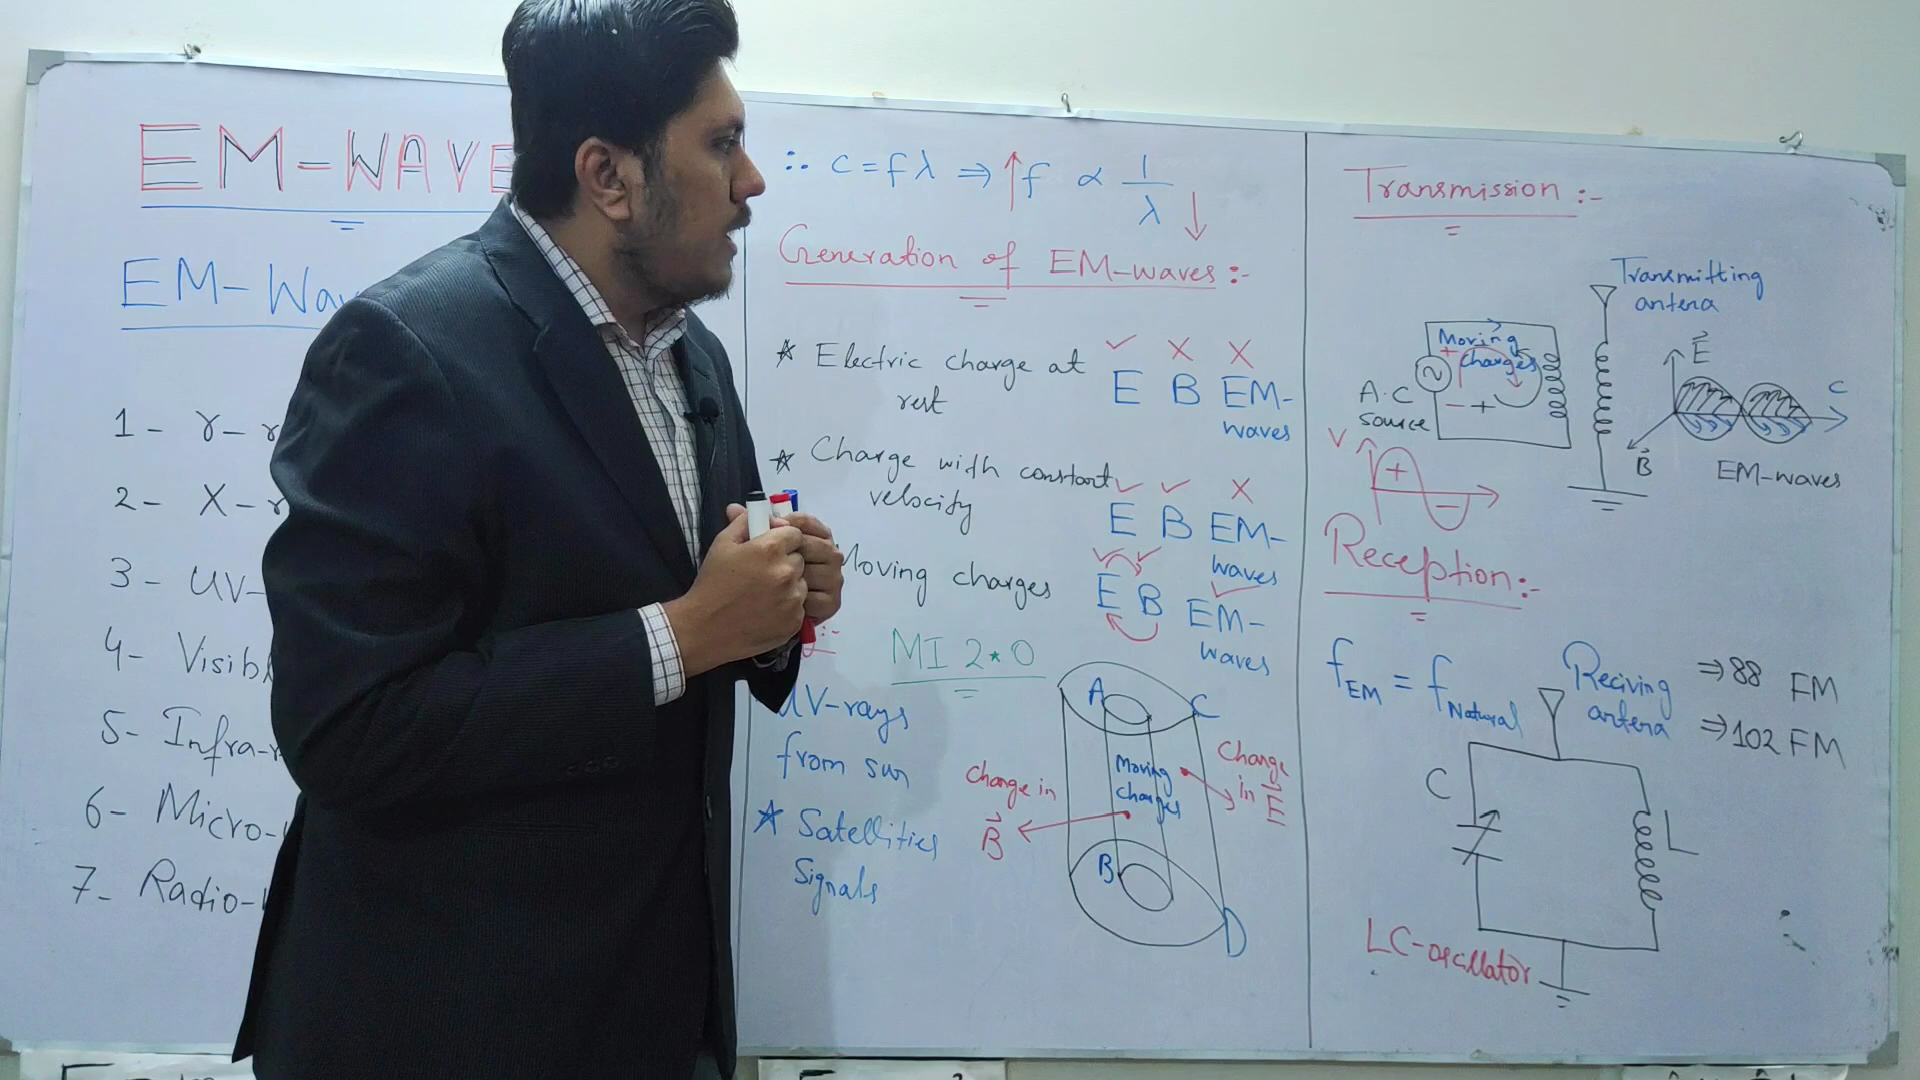 EM-WAVE
EM-Wav
1- γ-r
2- X-r
3- UV-
4- Visibl
5- Infra-r
6- Micro-
7- Radio-
∴ c = fλ ⇒ ↑f ∝ 1/λ ↓
Generation of EM-waves:-
* Electric charge at rest
✓ X X
E B EM-waves
* Charge with constant velocity
✓ ✓ X
E B EM-waves
Moving charges
✓ ✓ ✓
E B EM-waves
MI 2*0
UV-rays
from sun
* Satellities
Signals
A C
Moving
charges
Change in
B⃗
Change
in E⃗
B D
Transmission:-
Transmitting
antena
Moving
charges
+
- +
A.C
source
V
+
-
E⃗
C
B⃗
EM-waves
Reception:-
fEM = fNatural
Reciving
antena
⇒ 88 FM
⇒ 102 FM
C
L
LC-oscillator